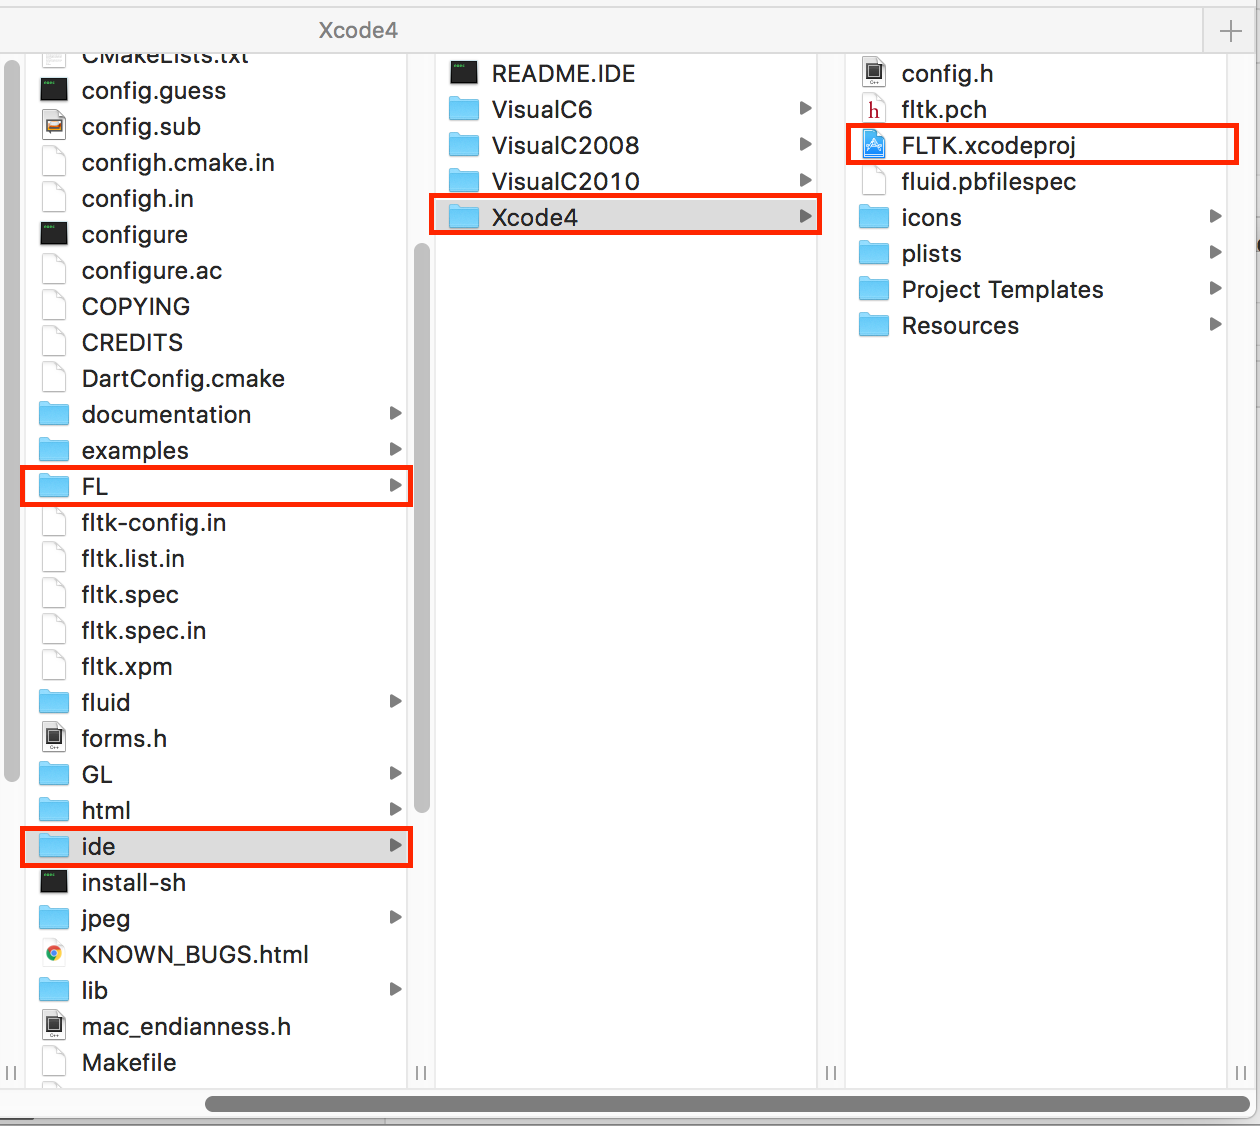 Xcode4
CMakeLists.txt
config.guess
config.sub
configh.cmake.in
configh.in
configure
configure.ac
COPYING
CREDITS
DartConfig.cmake
documentation
examples
FL
fltk-config.in
fltk.list.in
fltk.spec
fltk.spec.in
fltk.xpm
fluid
forms.h
GL
html
ide
install-sh
jpeg
KNOWN_BUGS.html
lib
mac_endianness.h
Makefile
README.IDE
VisualC6
VisualC2008
VisualC2010
Xcode4
config.h
fltk.pch
FLTK.xcodeproj
fluid.pbfilespec
icons
plists
Project Templates
Resources